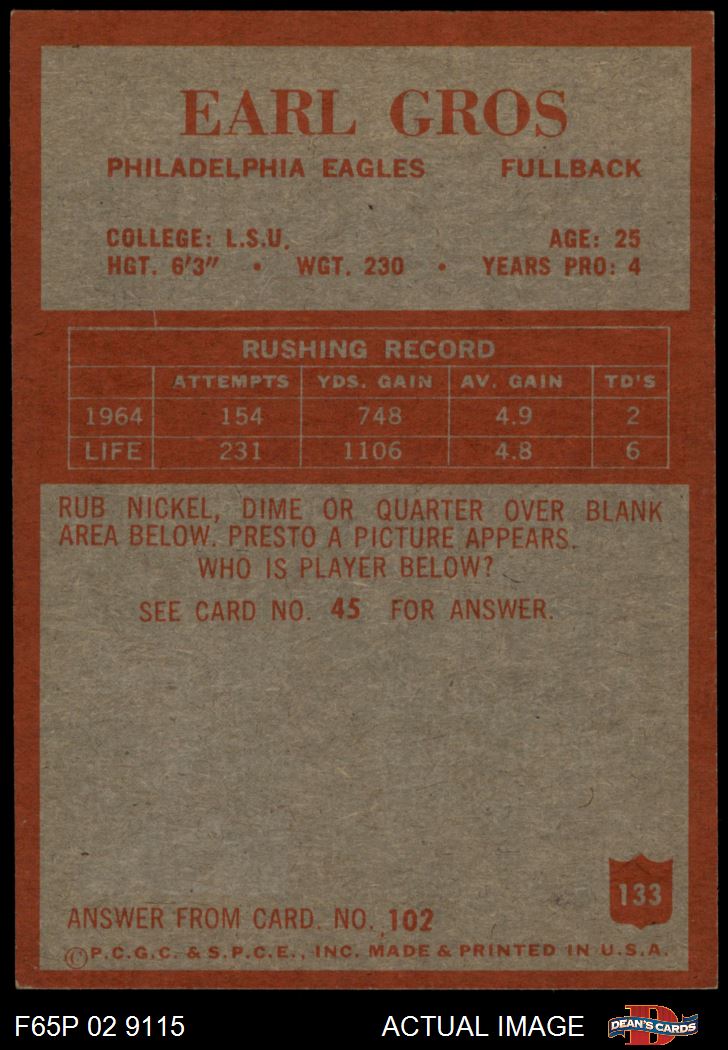 EARL GROS
PHILADELPHIA EAGLES FULLBACK
COLLEGE: L.S.U. AGE: 25
HGT. 6'3" • WGT. 230 • YEARS PRO: 4
RUSHING RECORD
ATTEMPTS YDS. GAIN AV. GAIN TD'S
1964 154 748 4.9 2
LIFE 231 1106 4.8 6
RUB NICKEL, DIME OR QUARTER OVER BLANK
AREA BELOW. PRESTO A PICTURE APPEARS.
WHO IS PLAYER BELOW?
SEE CARD NO. 45 FOR ANSWER.
133
ANSWER FROM CARD. NO. 102
©P.C.G.C. & S.P.C.E., INC. MADE & PRINTED IN U.S.A.
F65P 02 9115 ACTUAL IMAGE D DEAN'S CARDS